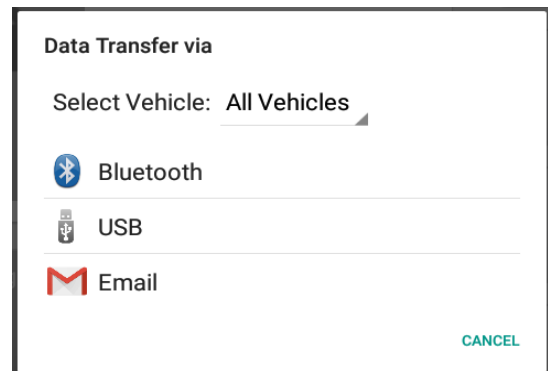 Data Transfer via
Select Vehicle: All Vehicles
Bluetooth
USB
Email
CANCEL